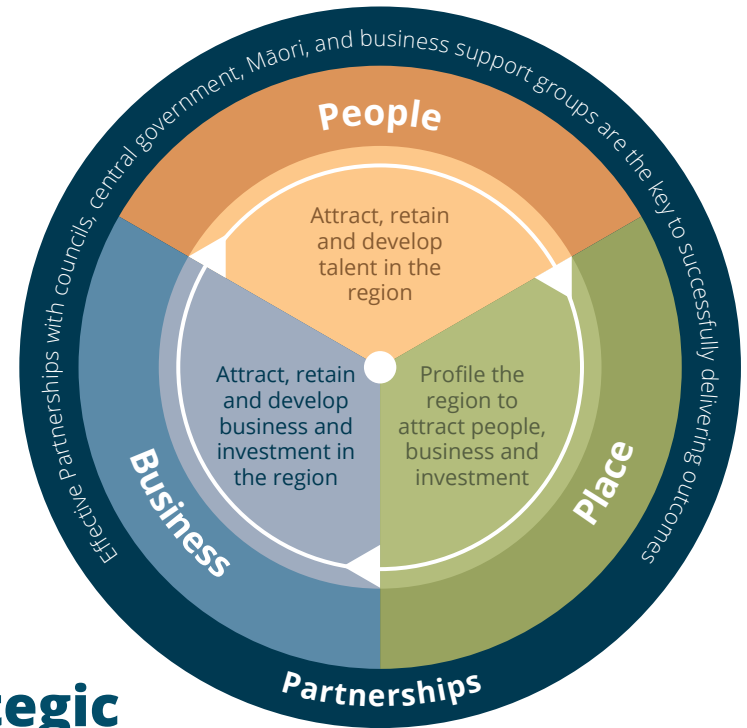 Effective Partnerships with councils, central government, Māori, and business support groups are the key to successfully delivering outcomes
People
Attract, retain
and develop
talent in the
region
Attract, retain
and develop
business and
investment in
the region
Profile the
region to
attract people,
business and
investment
Business
Place
Partnerships
tegic